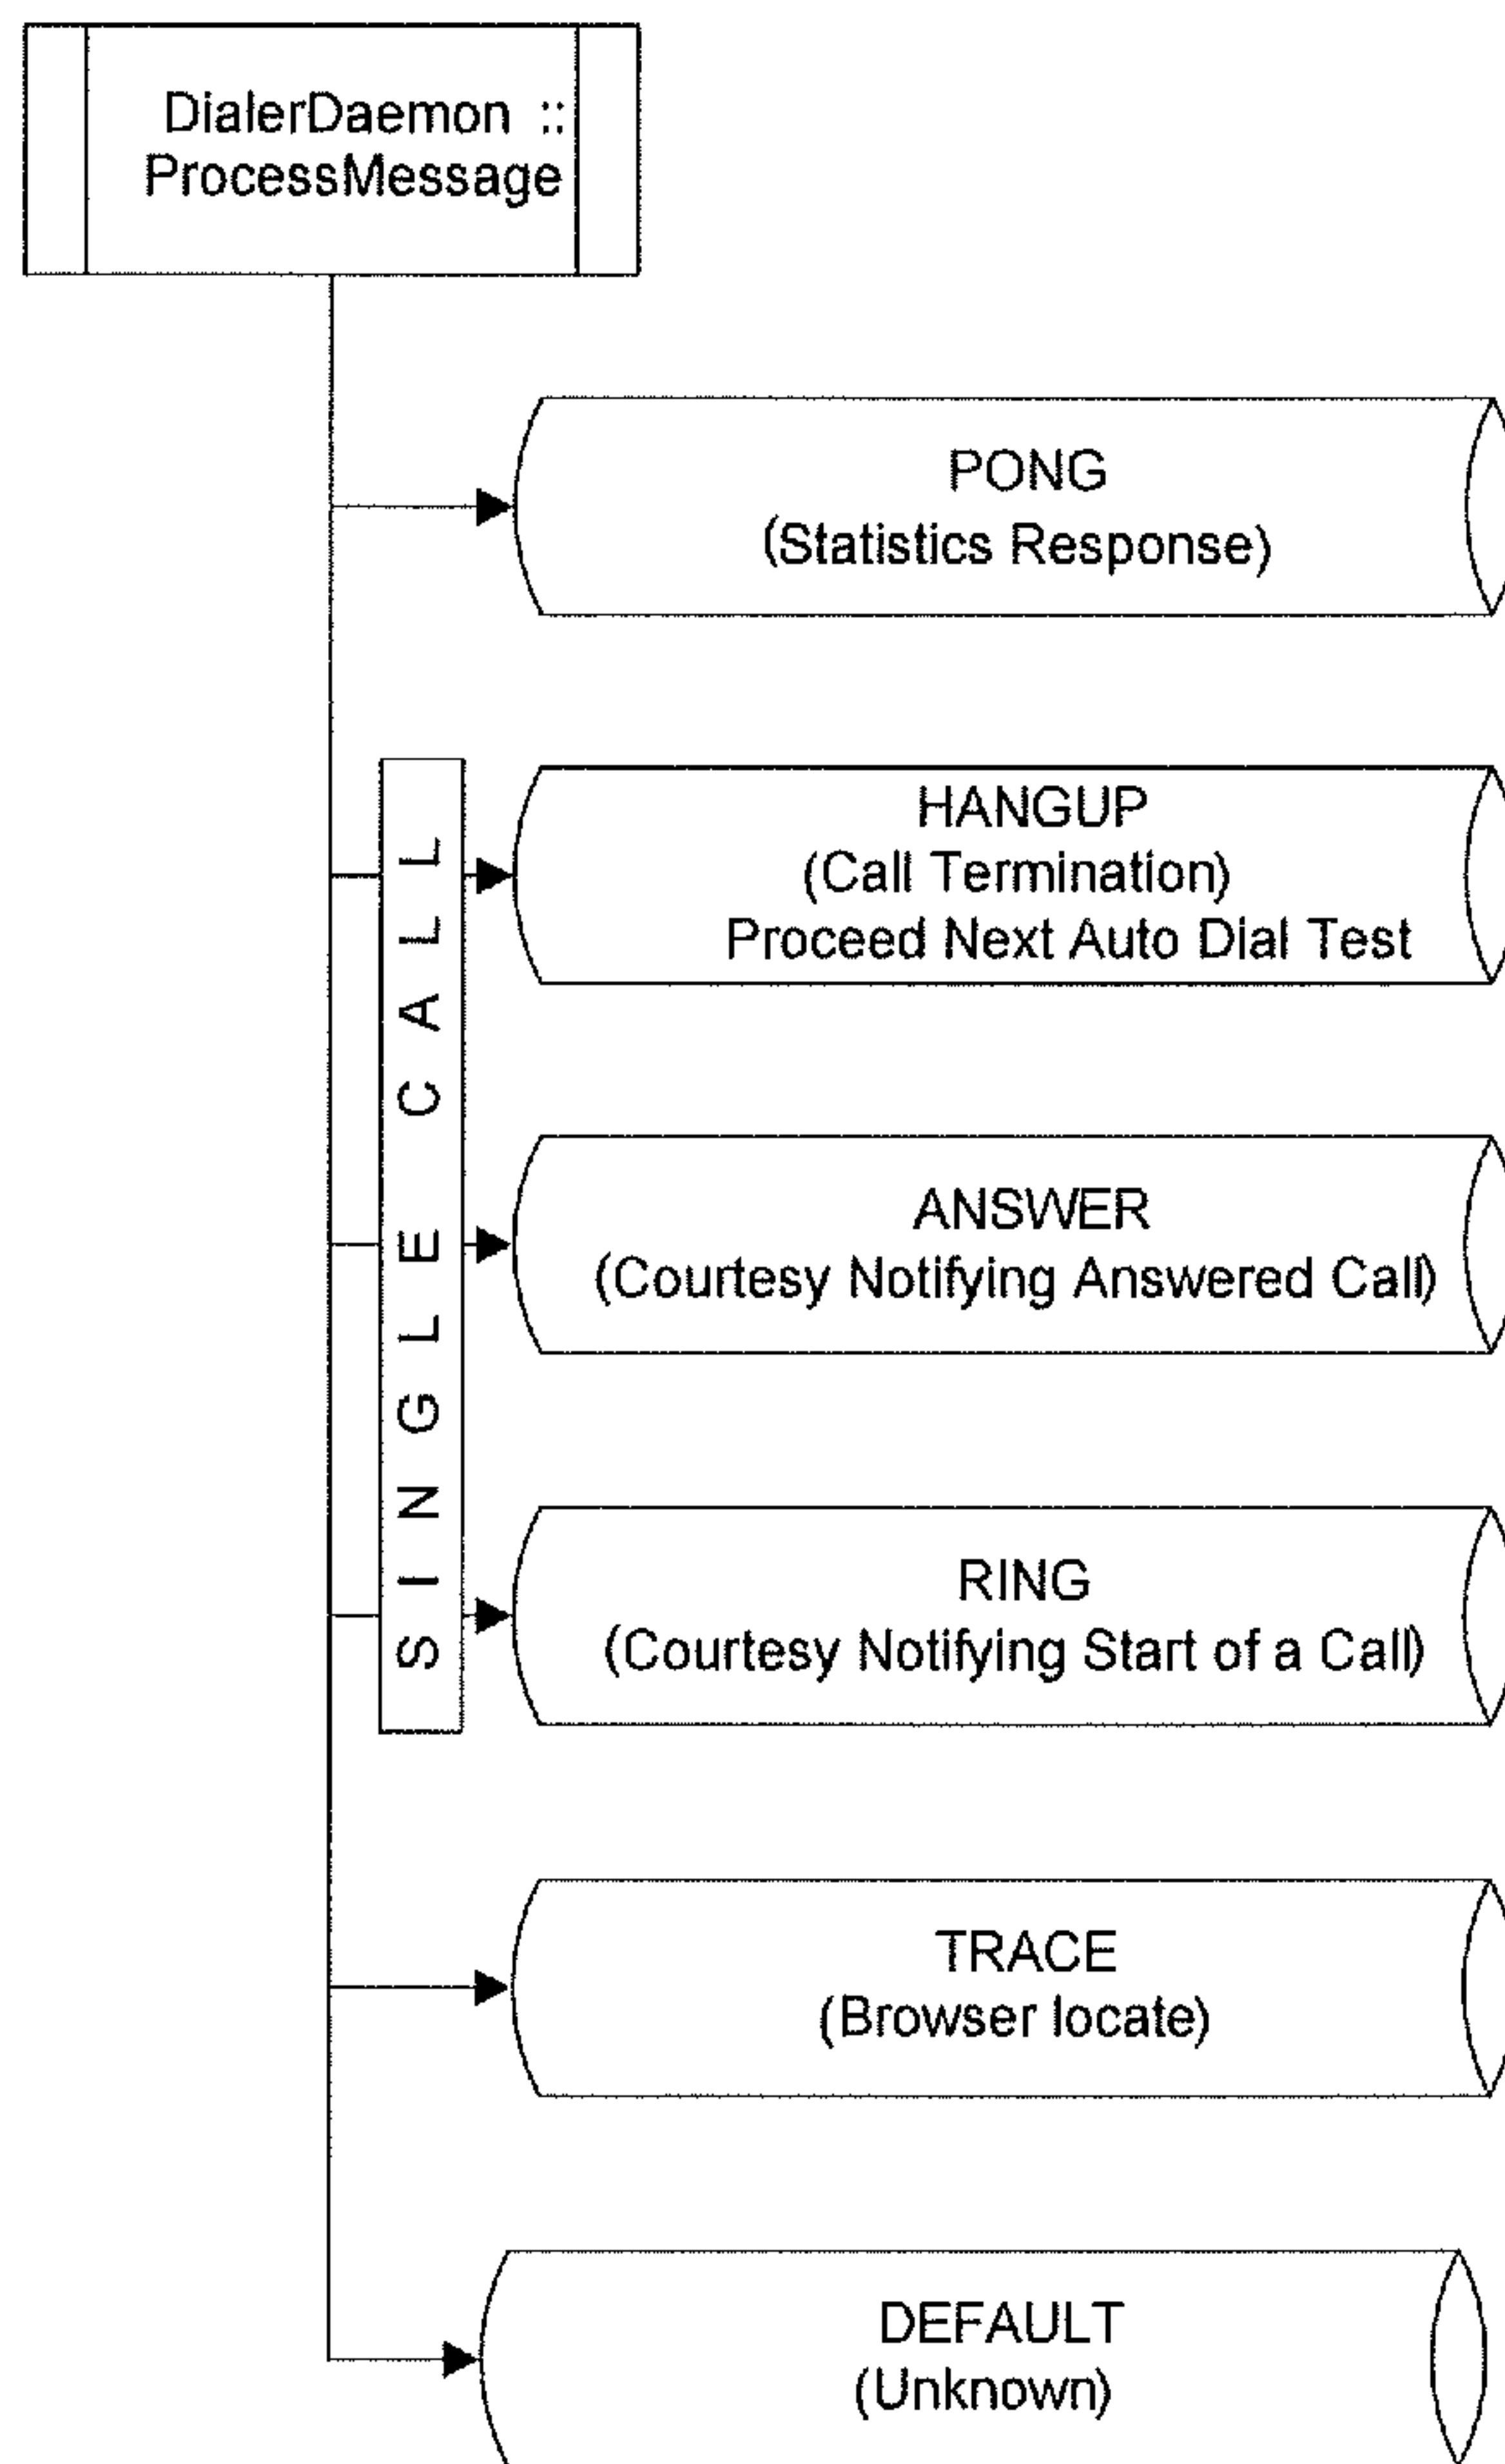 DialerDaemon ::
ProcessMessage
PONG
(Statistics Response)
SINGLE CALL
HANGUP
(Call Termination)
Proceed Next Auto Dial Test
ANSWER
(Courtesy Notifying Answered Call)
RING
(Courtesy Notifying Start of a Call)
TRACE
(Browser locate)
DEFAULT
(Unknown)